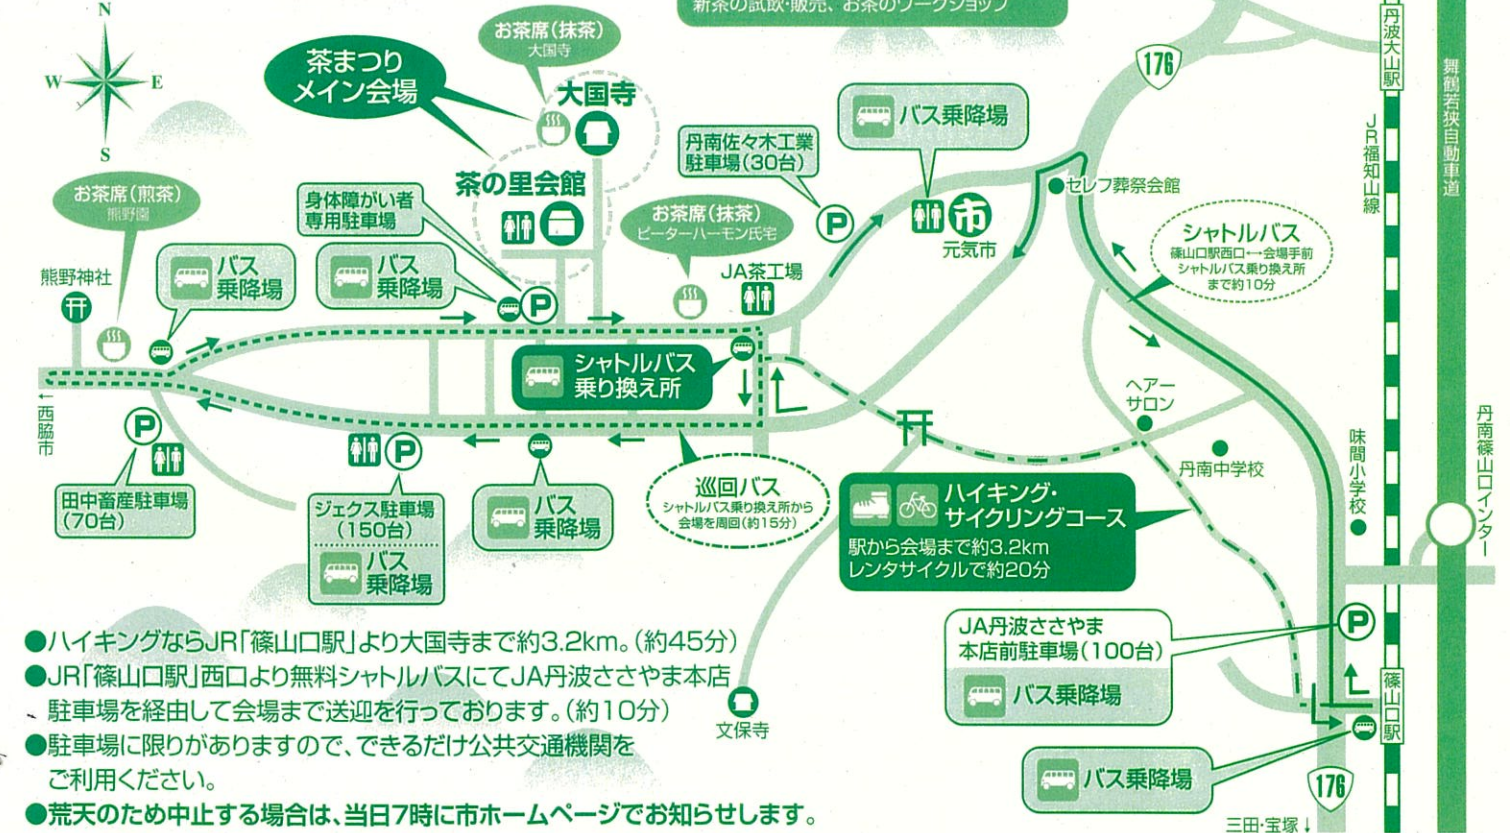 新茶の試飲・販売、お茶のワークショップ
N
W
E
S
お茶席(抹茶)
大国寺
茶まつり
メイン会場
大国寺
茶の里会館
176
丹波大山駅
舞鶴若狭自動車道
JR福知山線
バス乗降場
丹南佐々木工業
駐車場(30台)
P
市
元気市
セレフ葬祭会館
シャトルバス
篠山口駅西口↔会場手前
シャトルバス乗り換え所
まで約10分
お茶席(煎茶)
熊野園
身体障がい者
専用駐車場
お茶席(抹茶)
ピーターハーモン氏宅
JA茶工場
熊野神社
バス
乗降場
バス
乗降場
P
シャトルバス
乗り換え所
←西脇市
P
田中畜産駐車場
(70台)
P
ジェクス駐車場
(150台)
バス
乗降場
バス
乗降場
巡回バス
シャトルバス乗り換え所から
会場を周回(約15分)
ヘアー
サロン
丹南中学校
味間小学校
丹南篠山口インター
ハイキング・
サイクリングコース
駅から会場まで約3.2km
レンタサイクルで約20分
JA丹波ささやま
本店前駐車場(100台)
バス乗降場
P
篠山口駅
文保寺
バス乗降場
176
三田・宝塚↓
●ハイキングならJR「篠山口駅」より大国寺まで約3.2km。(約45分)
●JR「篠山口駅」西口より無料シャトルバスにてJA丹波ささやま本店
駐車場を経由して会場まで送迎を行っております。(約10分)
●駐車場に限りがありますので、できるだけ公共交通機関を
ご利用ください。
●荒天のため中止する場合は、当日7時に市ホームページでお知らせします。